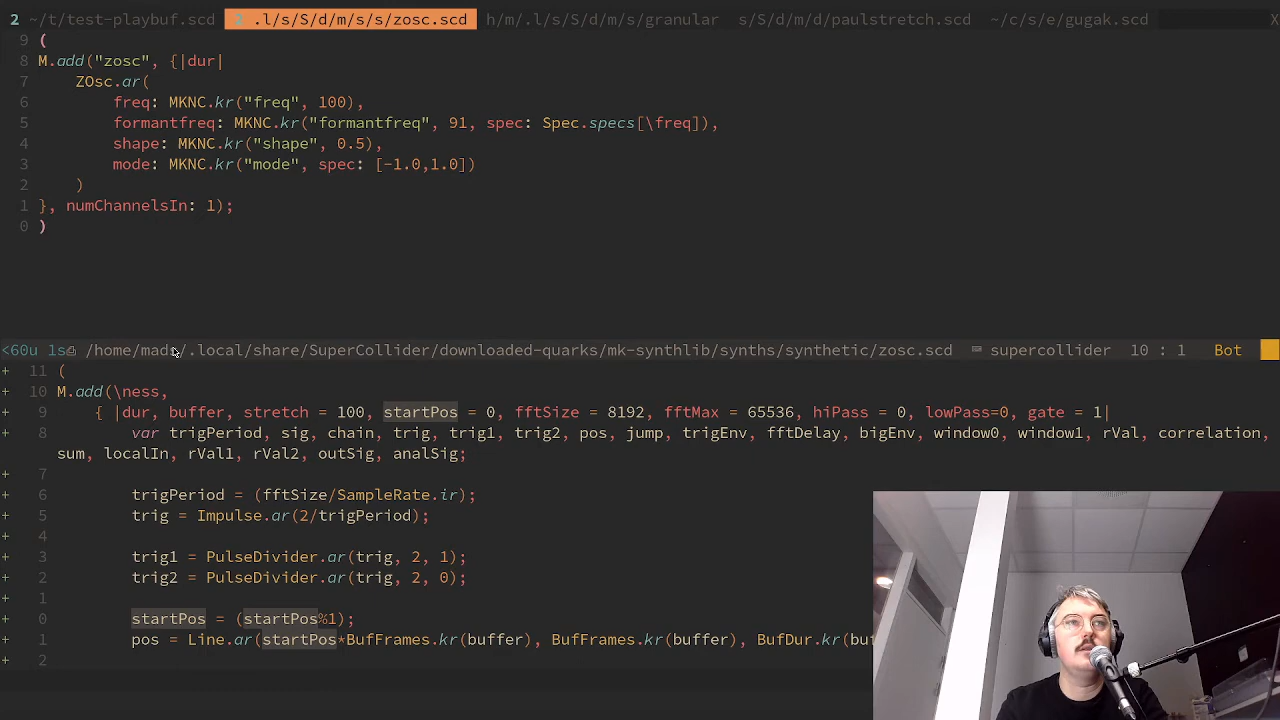 2 ~/t/test-playbuf.scd 2 .l/s/S/d/m/s/s/zosc.scd h/m/.l/s/S/d/m/s/granular s/S/d/m/paulstretch.scd ~/c/s/e/gugak.scd X
9 (
8 M.add("zosc", {|dur|
7 ZOsc.ar(
6 freq: MKNC.kr("freq", 100),
5 formantfreq: MKNC.kr("formantfreq", 91, spec: Spec.specs[\freq]),
4 shape: MKNC.kr("shape", 0.5),
3 mode: MKNC.kr("mode", spec: [-1.0,1.0])
2 )
1 }, numChannelsIn: 1);
0 )
<60u 1s /home/mads/.local/share/SuperCollider/downloaded-quarks/mk-synthlib/synths/synthetic/zosc.scd supercollider 10 : 1 Bot
+ 11 (
+ 10 M.add(\ness,
+ 9 { |dur, buffer, stretch = 100, startPos = 0, fftSize = 8192, fftMax = 65536, hiPass = 0, lowPass=0, gate = 1|
+ 8 var trigPeriod, sig, chain, trig, trig1, trig2, pos, jump, trigEnv, fftDelay, bigEnv, window0, window1, rVal, correlation,
sum, localIn, rVal1, rVal2, outSig, analSig;
+ 7
+ 6 trigPeriod = (fftSize/SampleRate.ir);
+ 5 trig = Impulse.ar(2/trigPeriod);
+ 4
+ 3 trig1 = PulseDivider.ar(trig, 2, 1);
+ 2 trig2 = PulseDivider.ar(trig, 2, 0);
+ 1
+ 0 startPos = (startPos%1);
+ 1 pos = Line.ar(startPos*BufFrames.kr(buffer), BufFrames.kr(buffer), BufDur.kr(buf
+ 2